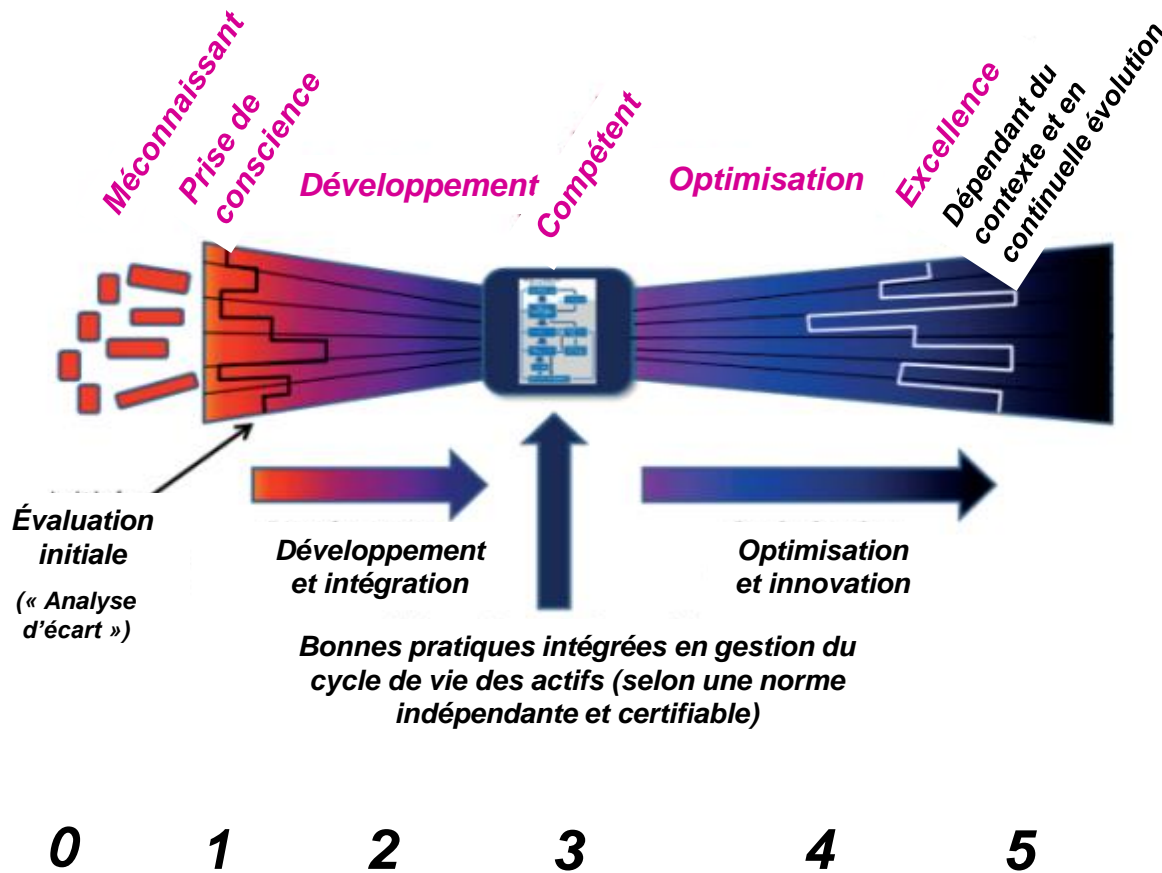 Méconnaissant
Prise de
conscience
Développement
Compétent
Optimisation
Excellence
Dépendant du
contexte et en
continuelle évolution
Évaluation
initiale
(« Analyse
d'écart »)
Développement
et intégration
Optimisation
et innovation
Bonnes pratiques intégrées en gestion du
cycle de vie des actifs (selon une norme
indépendante et certifiable)
0 1 2 3 4 5